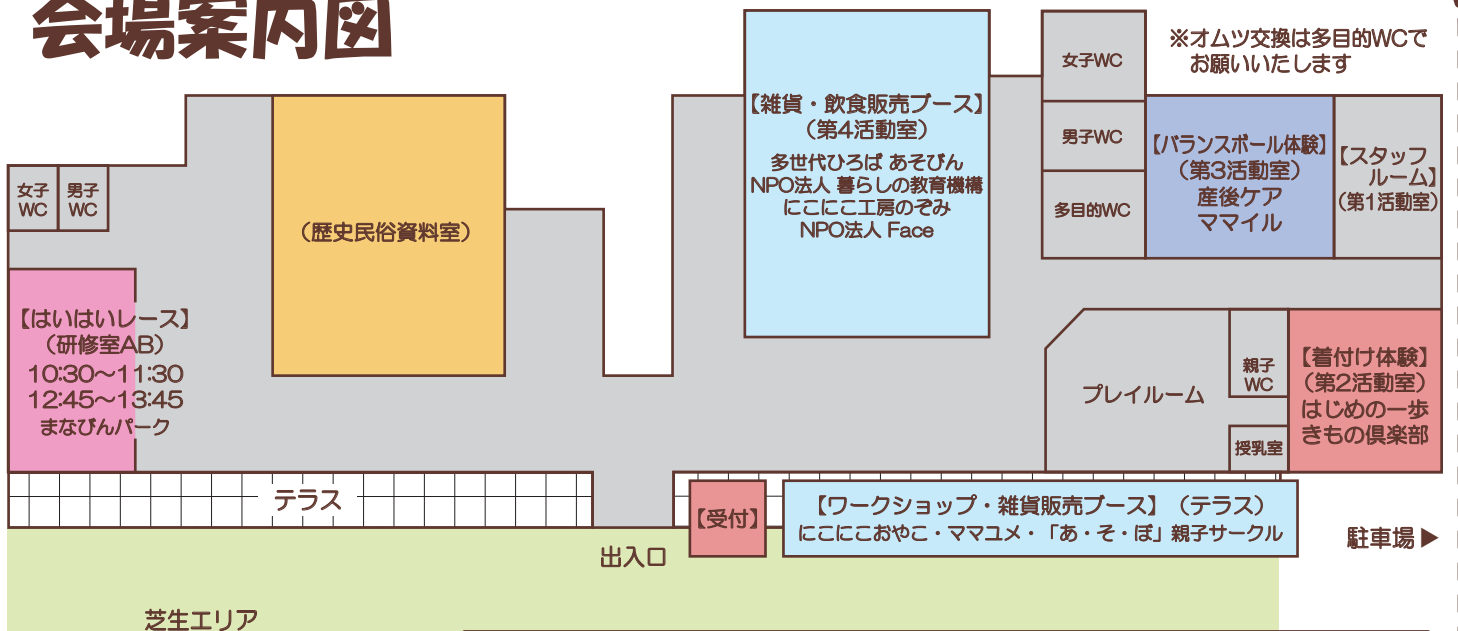 会場案内図
※オムツ交換は多目的WCで
お願いいたします
女子WC
男子WC
多目的WC
【雑貨・飲食販売ブース】
（第4活動室）
多世代ひろば あそびん
NPO法人 暮らしの教育機構
にこにこ工房のぞみ
NPO法人 Face
【バランスボール体験】
（第3活動室）
産後ケア
ママイル
【スタッフ
ルーム】
（第1活動室）
女子
WC
男子
WC
（歴史民俗資料室）
【はいはいレース】
（研修室AB）
10:30～11:30
12:45～13:45
まなびんパーク
プレイルーム
親子
WC
授乳室
【着付け体験】
（第2活動室）
はじめの一歩
きもの倶楽部
テラス
【受付】
【ワークショップ・雑貨販売ブース】（テラス）
にこにこおやこ・ママユメ・「あ・そ・ぼ」親子サークル
出入口
駐車場▶
芝生エリア